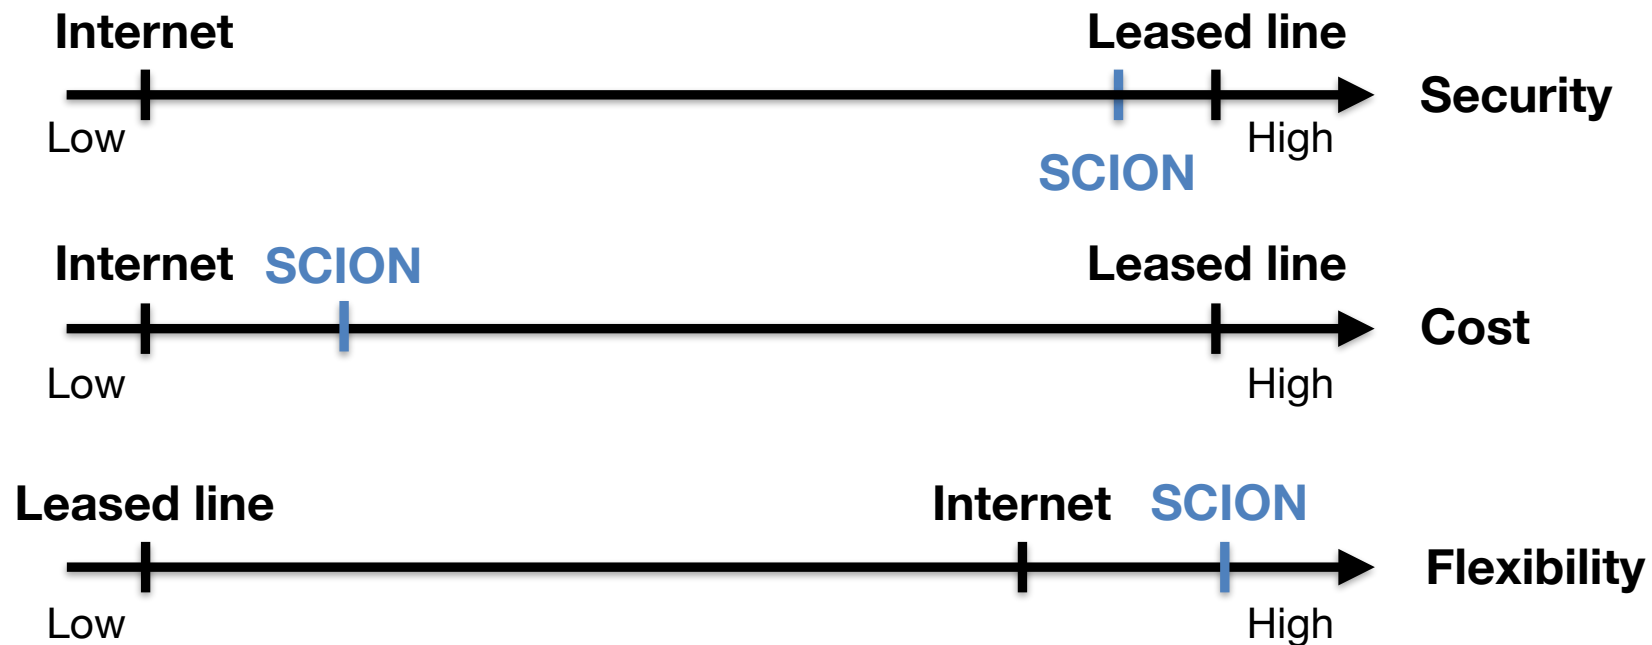 Internet Leased line
Security
Low High
SCION
Internet SCION Leased line
Cost
Low High
Leased line Internet SCION
Flexibility
Low High